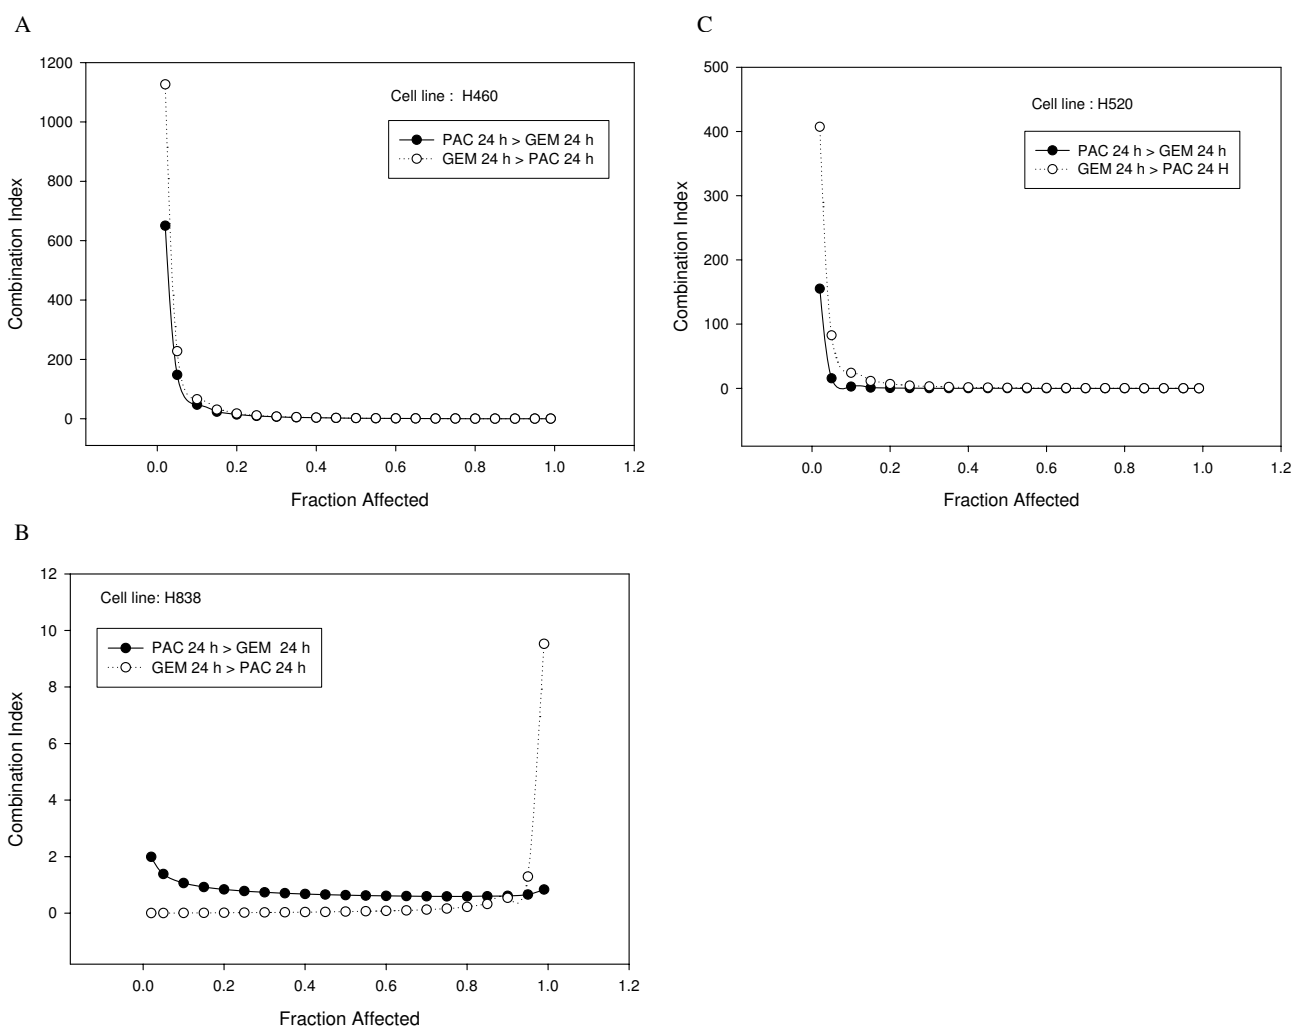 A
1200
1000
800
600
400
200
0
Combination Index
Cell line : H460
PAC 24 h > GEM 24 h
GEM 24 h > PAC 24 h
0.0 0.2 0.4 0.6 0.8 1.0 1.2
Fraction Affected
C
500
400
300
200
100
0
Combination Index
Cell line : H520
PAC 24 h > GEM 24 h
GEM 24 h > PAC 24 H
0.0 0.2 0.4 0.6 0.8 1.0 1.2
Fraction Affected
B
12
10
8
6
4
2
0
Combination Index
Cell line: H838
PAC 24 h > GEM 24 h
GEM 24 h > PAC 24 h
0.0 0.2 0.4 0.6 0.8 1.0 1.2
Fraction Affected